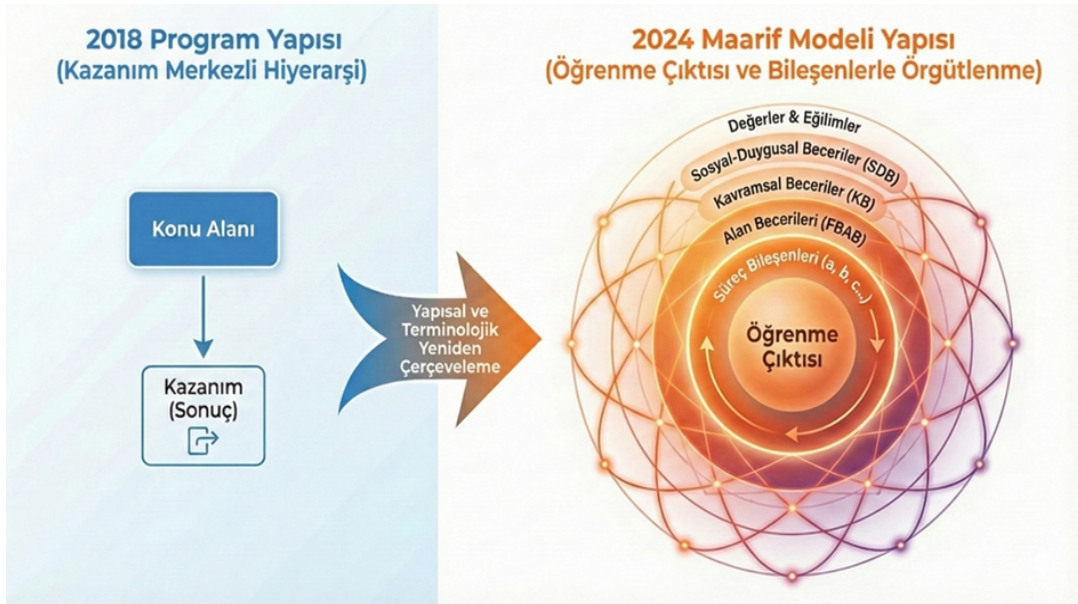 2018 Program Yapısı
(Kazanım Merkezli Hiyerarşi)
Konu Alanı
Kazanım
(Sonuç)
Yapısal ve
Terminolojik
Yeniden
Çerçeveleme
2024 Maarif Modeli Yapısı
(Öğrenme Çıktısı ve Bileşenlerle Örgütlenme)
Değerler & Eğilimler
Sosyal-Duygusal Beceriler (SDB)
Kavramsal Beceriler (KB)
Alan Becerileri (FBAB)
Süreç Bileşenleri (a, b, c...)
Öğrenme
Çıktısı